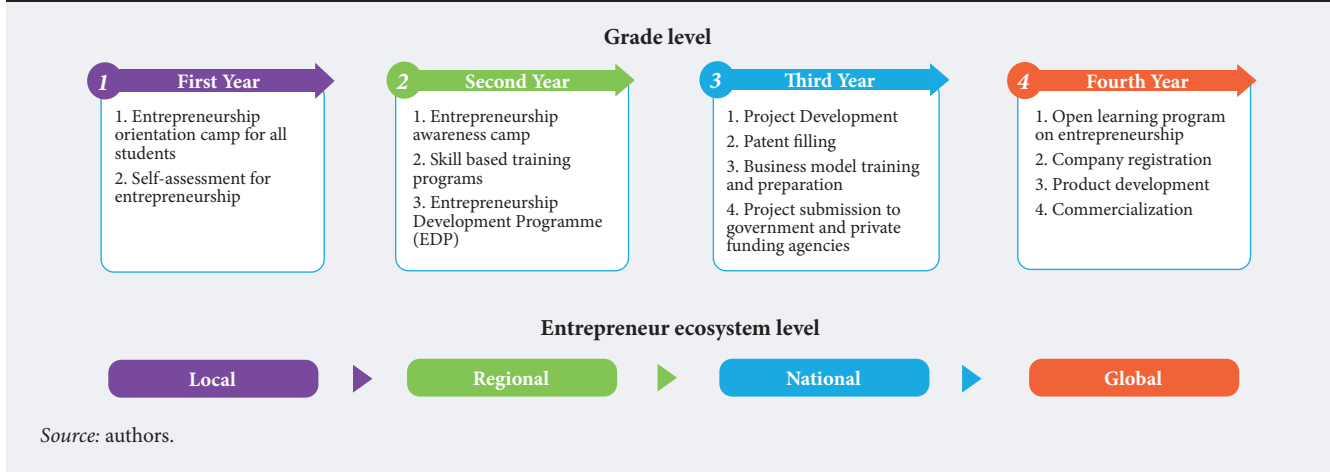 Grade level
1 First Year
1. Entrepreneurship
orientation camp for all
students
2. Self-assessment for
entrepreneurship
2 Second Year
1. Entrepreneurship
awareness camp
2. Skill based training
programs
3. Entrepreneurship
Development Programme
(EDP)
3 Third Year
1. Project Development
2. Patent filling
3. Business model training
and preparation
4. Project submission to
government and private
funding agencies
4 Fourth Year
1. Open learning program
on entrepreneurship
2. Company registration
3. Product development
4. Commercialization
Entrepreneur ecosystem level
Local
Regional
National
Global
Source: authors.